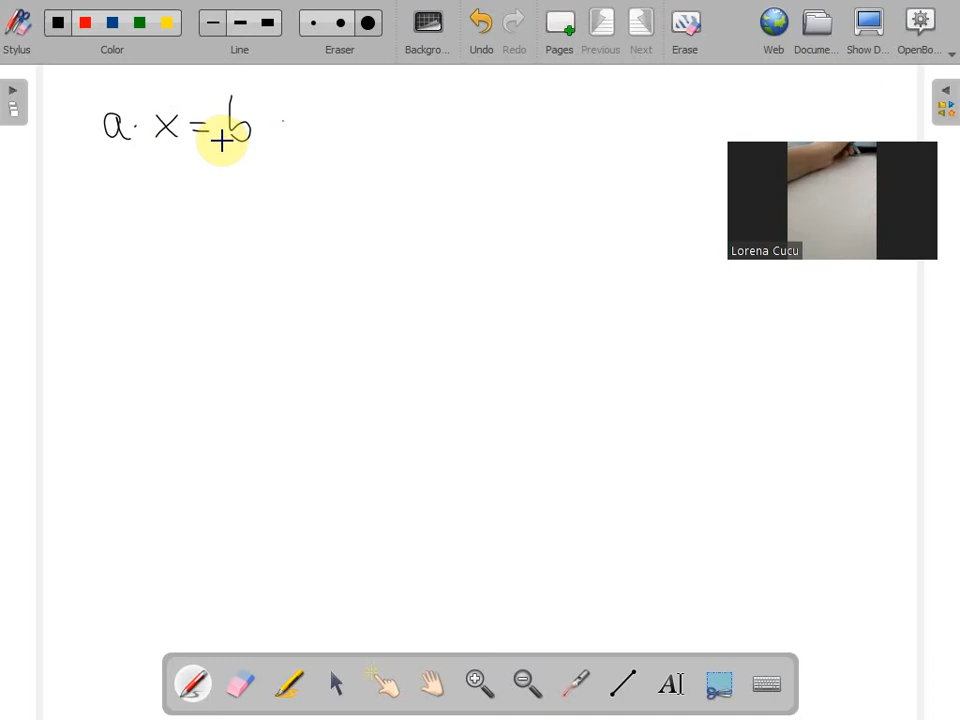 Stylus
Color
Line
Eraser
Backgro...
Undo
Redo
Pages
Previous
Next
Erase
Web
Docume...
Show D...
OpenBo...
a · x = b
Lorena Cucu